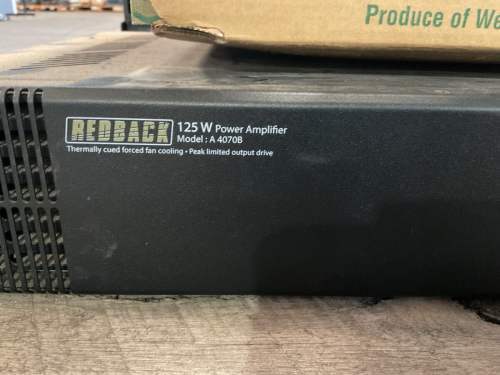 Produce of We
REDBACK 125 W Power Amplifier
Model : A 4070B
Thermally cued forced fan cooling • Peak limited output drive